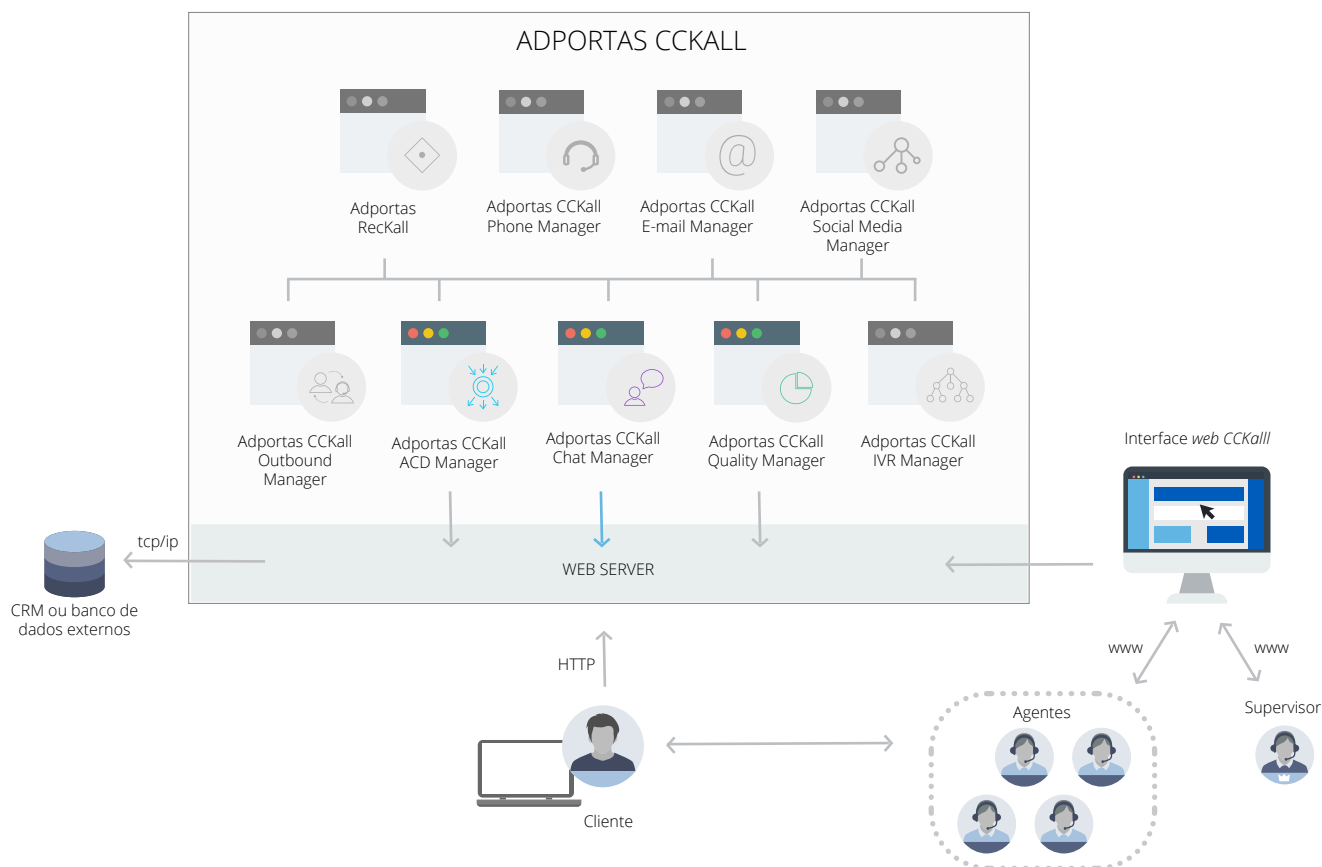 ADPORTAS CCKALL
Adportas
RecKall
Adportas CCKall
Phone Manager
Adportas CCKall
E-mail Manager
Adportas CCKall
Social Media
Manager
Adportas CCKall
Outbound
Manager
Adportas CCKall
ACD Manager
Adportas CCKall
Chat Manager
Adportas CCKall
Quality Manager
Adportas CCKall
IVR Manager
Interface web CCKalll
tcp/ip
WEB SERVER
CRM ou banco de
dados externos
HTTP
www
www
Agentes
Supervisor
Cliente
@